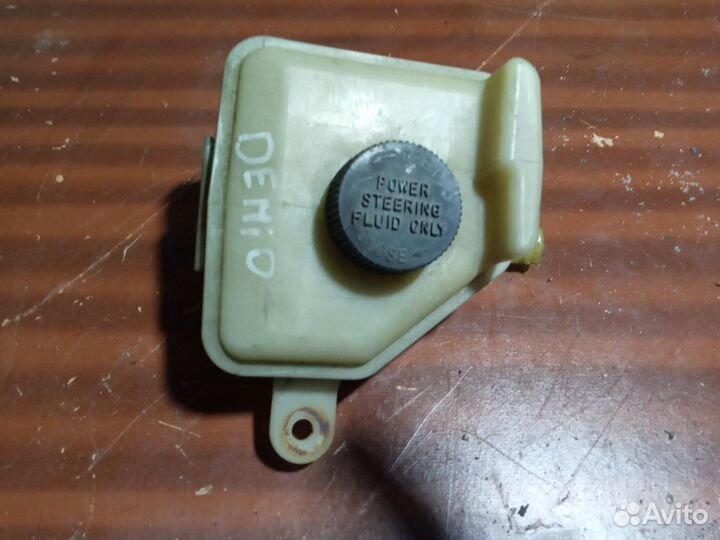 DEMiO
POWER
STEERING
FLUID ONLY
Avito